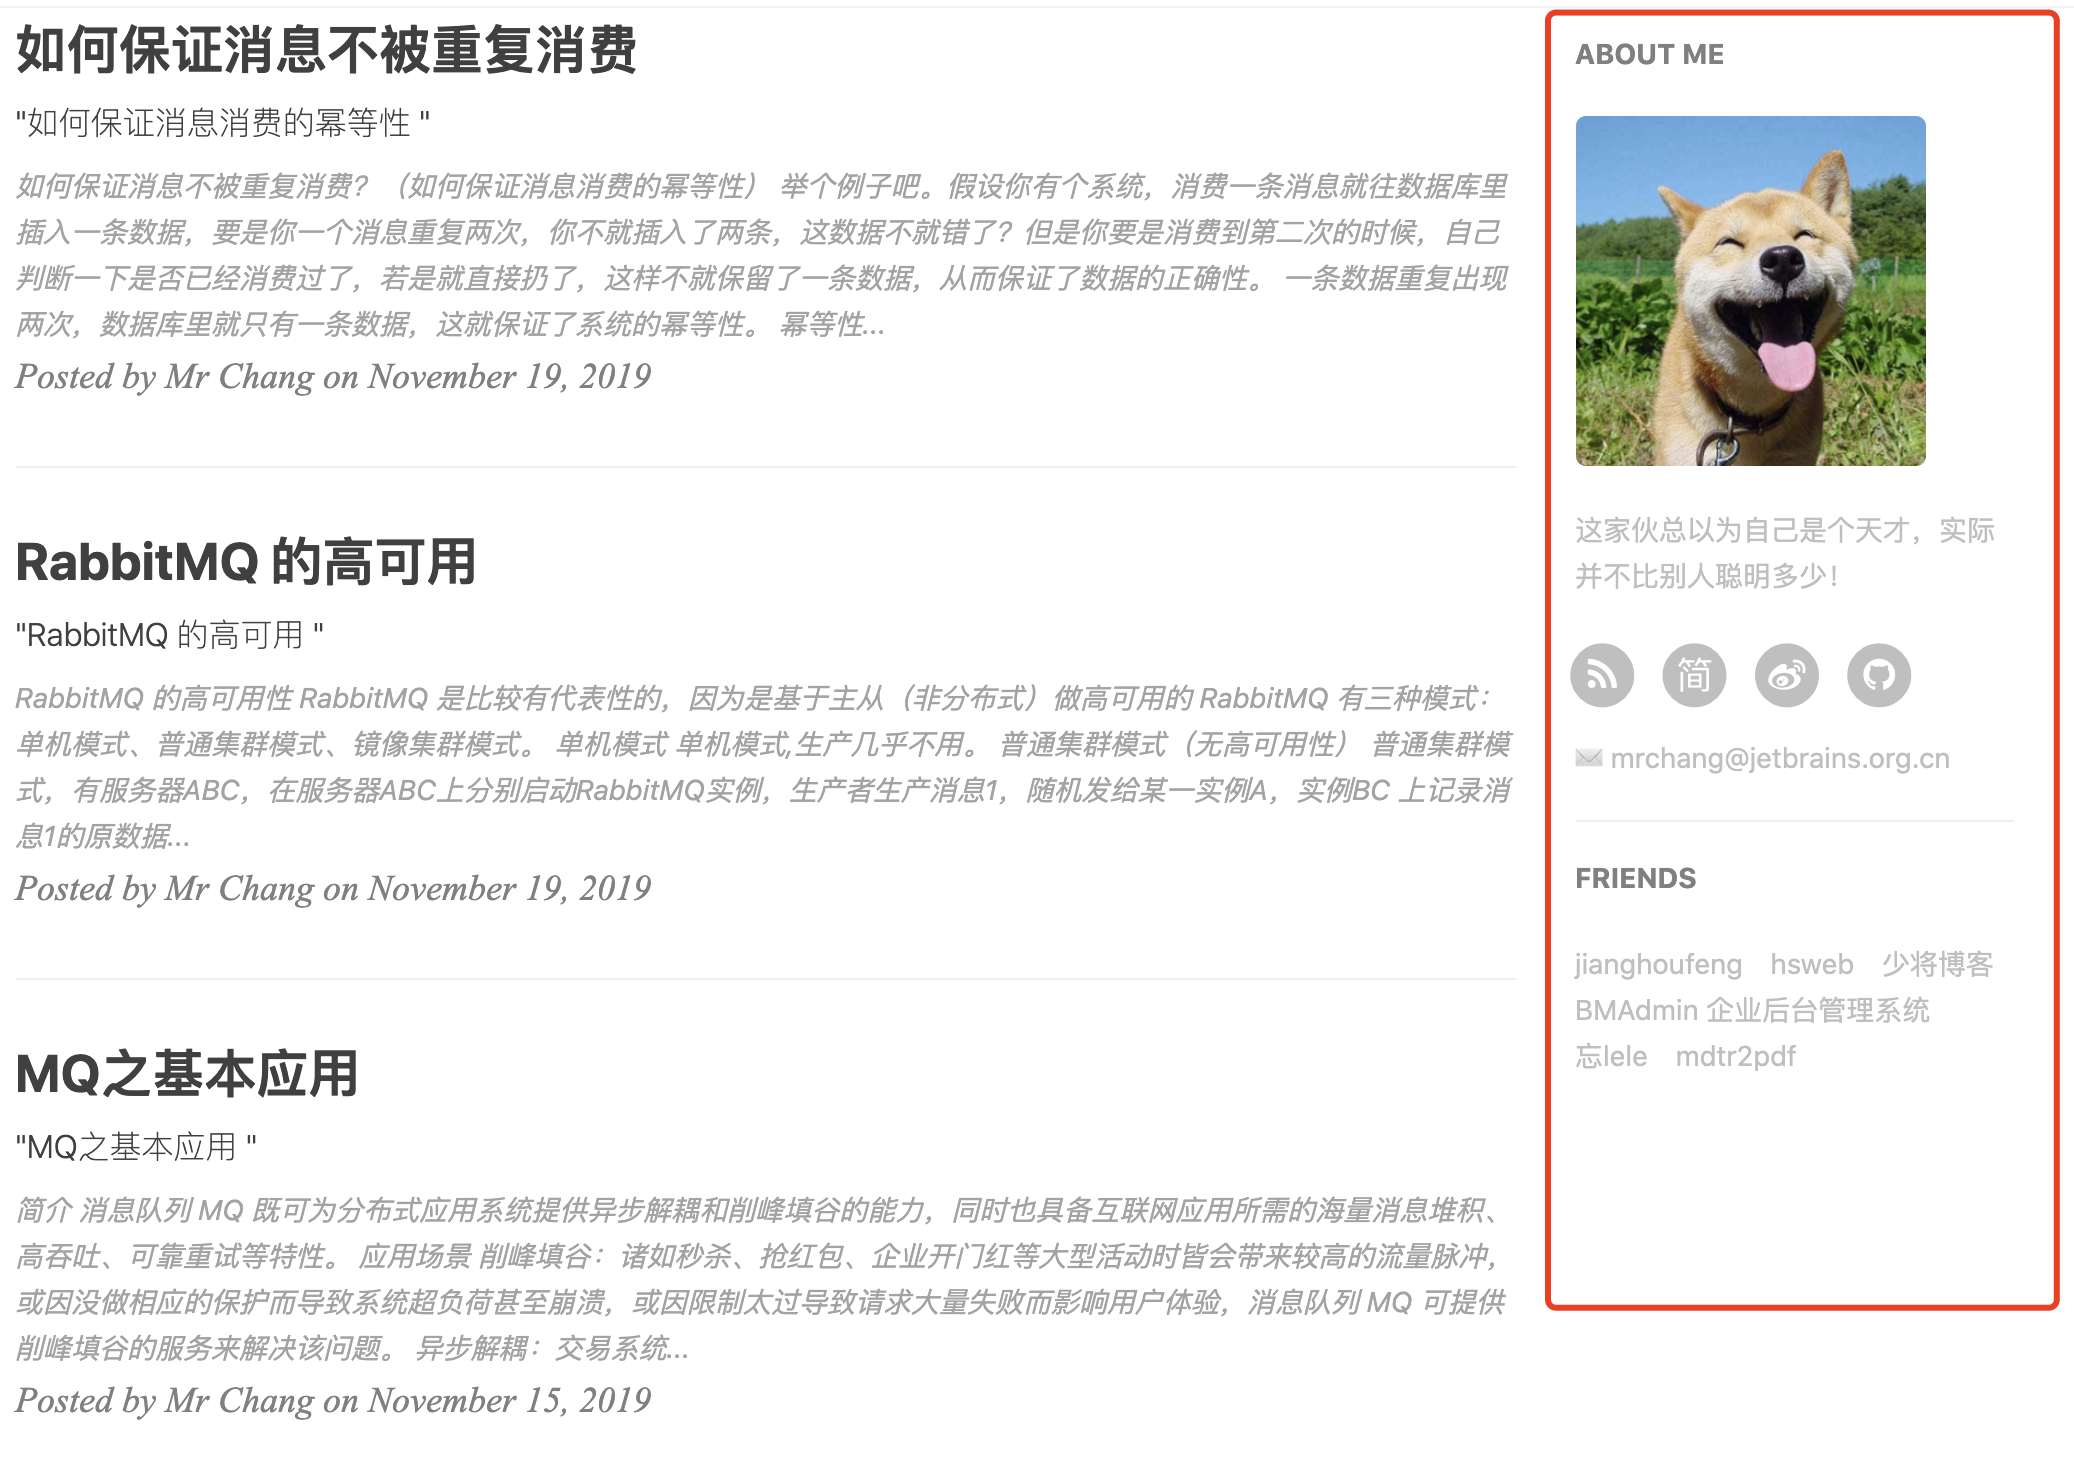 如何保证消息不被重复消费
"如何保证消息消费的幂等性 "
如何保证消息不被重复消费？（如何保证消息消费的幂等性） 举个例子吧。假设你有个系统，消费一条消息就往数据库里
插入一条数据，要是你一个消息重复两次，你不就插入了两条，这数据不就错了？但是你要是消费到第二次的时候，自己
判断一下是否已经消费过了，若是就直接扔了，这样不就保留了一条数据，从而保证了数据的正确性。 一条数据重复出现
两次，数据库里就只有一条数据，这就保证了系统的幂等性。 幂等性...
Posted by Mr Chang on November 19, 2019
RabbitMQ 的高可用
"RabbitMQ 的高可用 "
RabbitMQ 的高可用性 RabbitMQ 是比较有代表性的，因为是基于主从（非分布式）做高可用的 RabbitMQ 有三种模式：
单机模式、普通集群模式、镜像集群模式。 单机模式 单机模式,生产几乎不用。 普通集群模式（无高可用性） 普通集群模
式，有服务器ABC，在服务器ABC上分别启动RabbitMQ实例，生产者生产消息1，随机发给某一实例A，实例BC 上记录消
息1的原数据...
Posted by Mr Chang on November 19, 2019
MQ之基本应用
"MQ之基本应用 "
简介 消息队列 MQ 既可为分布式应用系统提供异步解耦和削峰填谷的能力，同时也具备互联网应用所需的海量消息堆积、
高吞吐、可靠重试等特性。 应用场景 削峰填谷：诸如秒杀、抢红包、企业开门红等大型活动时皆会带来较高的流量脉冲，
或因没做相应的保护而导致系统超负荷甚至崩溃，或因限制太过导致请求大量失败而影响用户体验，消息队列 MQ 可提供
削峰填谷的服务来解决该问题。 异步解耦：交易系统...
Posted by Mr Chang on November 15, 2019
ABOUT ME
这家伙总以为自己是个天才，实际
并不比别人聪明多少！
简
mrchang@jetbrains.org.cn
FRIENDS
jianghoufeng hsweb 少将博客
BMAdmin 企业后台管理系统
忘lele mdtr2pdf